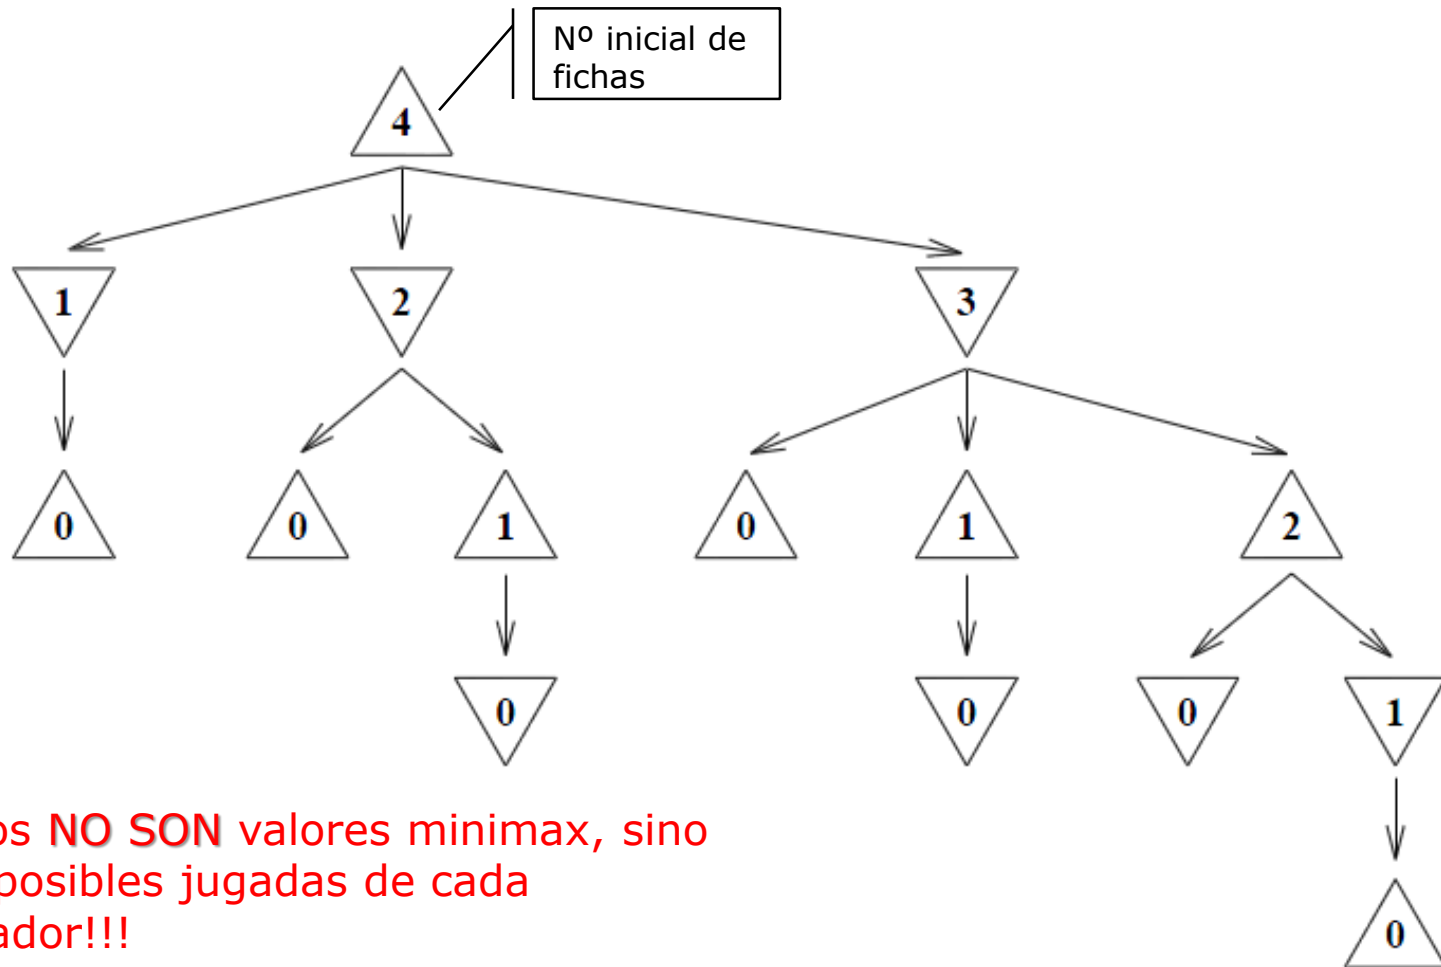 Nº inicial de
fichas
4
1 2 3
0 0 1 0 1 2
0 0 0 1
0
os NO SON valores minimax, sino
posibles jugadas de cada
ador!!!